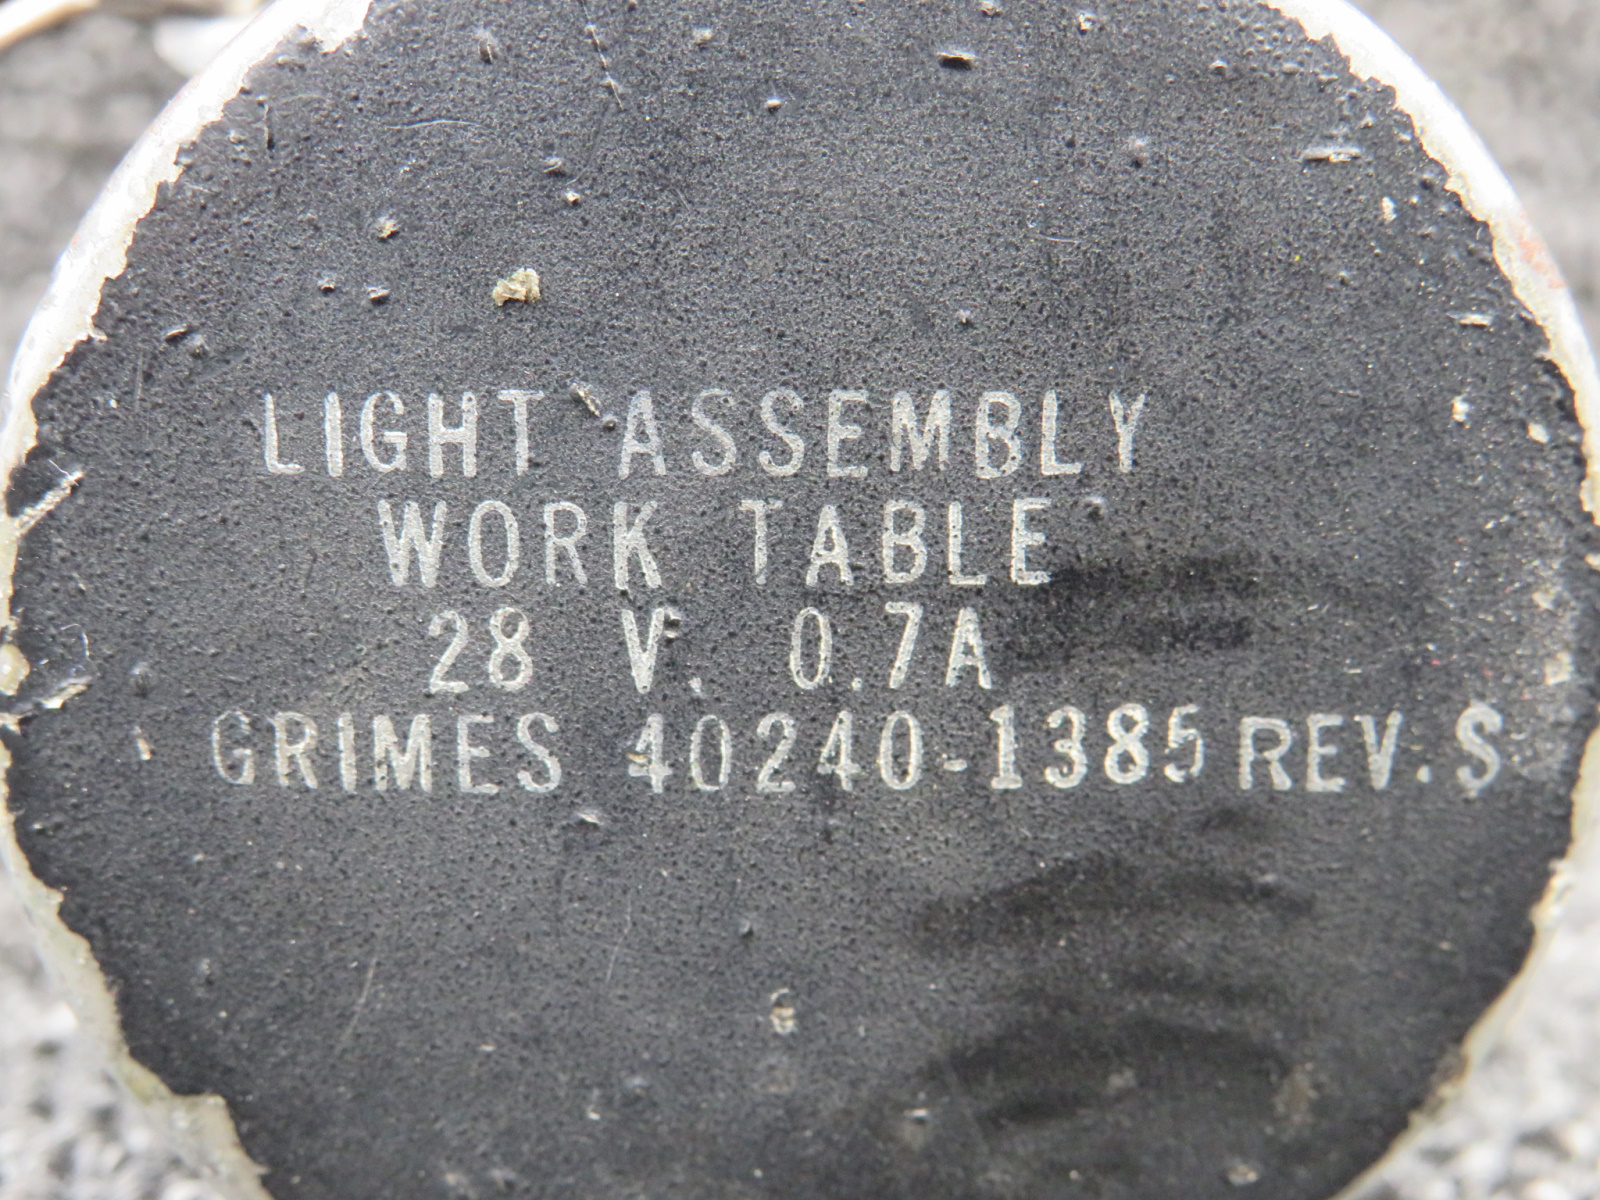 LIGHT ASSEMBLY
WORK TABLE
28 V. 0.7A
GRIMES 40240-1385 REV. S